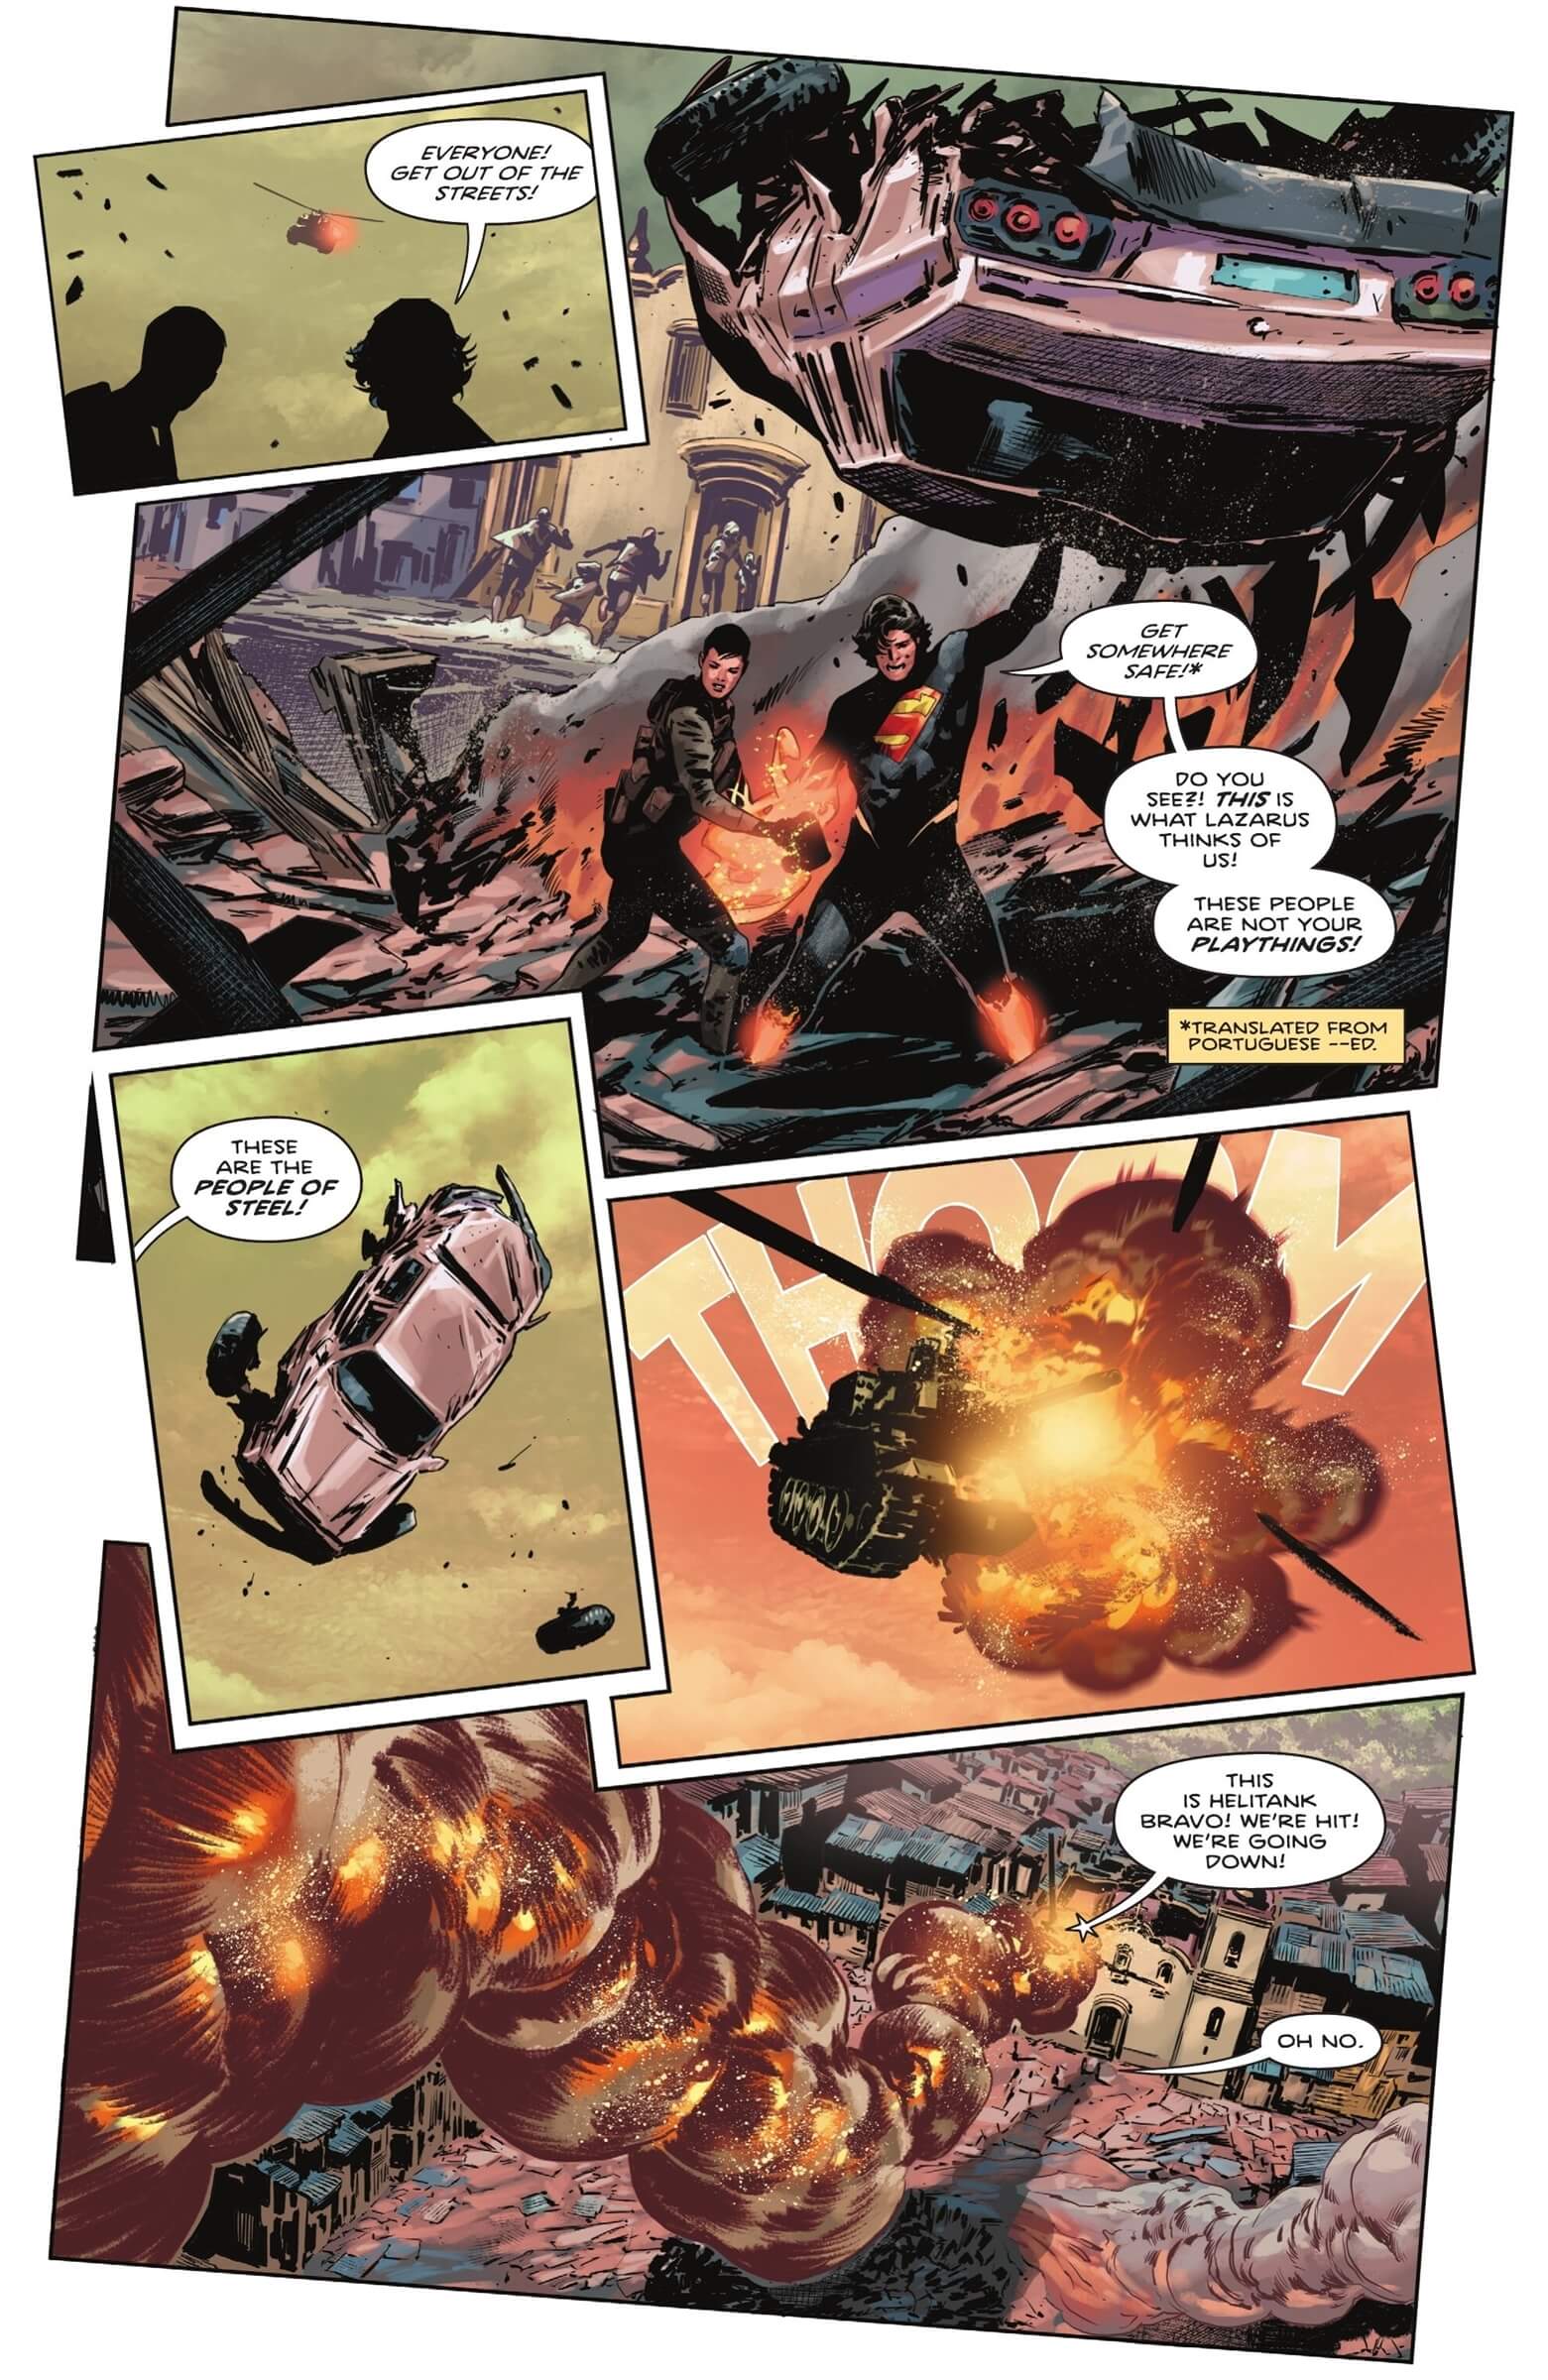 EVERYONE!
GET OUT OF THE
STREETS!
GET
SOMEWHERE
SAFE!*
DO YOU
SEE?! THIS IS
WHAT LAZARUS
THINKS OF
US!
THESE PEOPLE
ARE NOT YOUR
PLAYTHINGS!
*TRANSLATED FROM
PORTUGUESE --ED.
THESE
ARE THE
PEOPLE OF
STEEL!
THOOM
THIS
IS HELITANK
BRAVO! WE'RE HIT!
WE'RE GOING
DOWN!
OH NO.